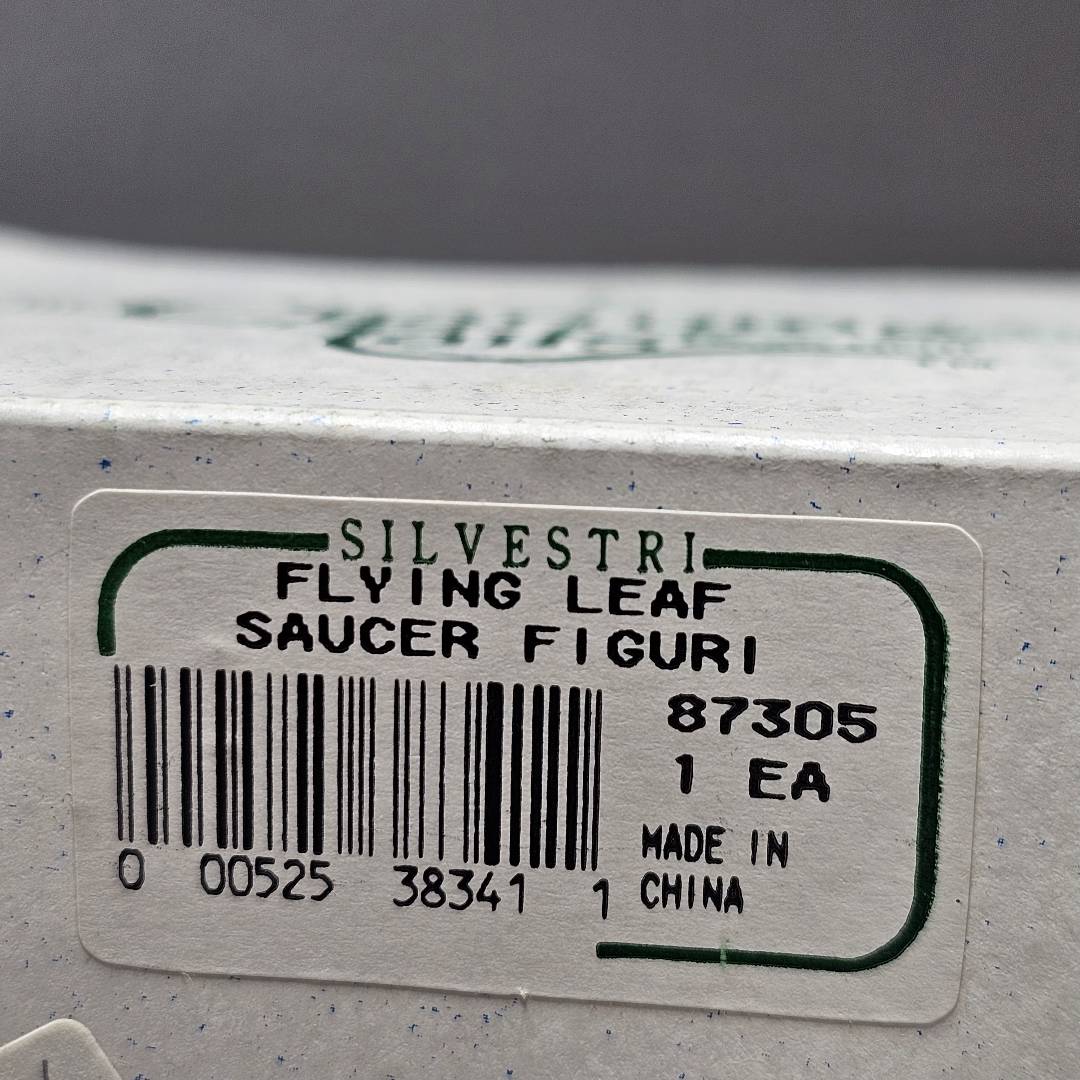 SILVESTRI
FLYING LEAF
SAUCER FIGURI
87305
1 EA
MADE IN
CHINA
0 00525 38341 1